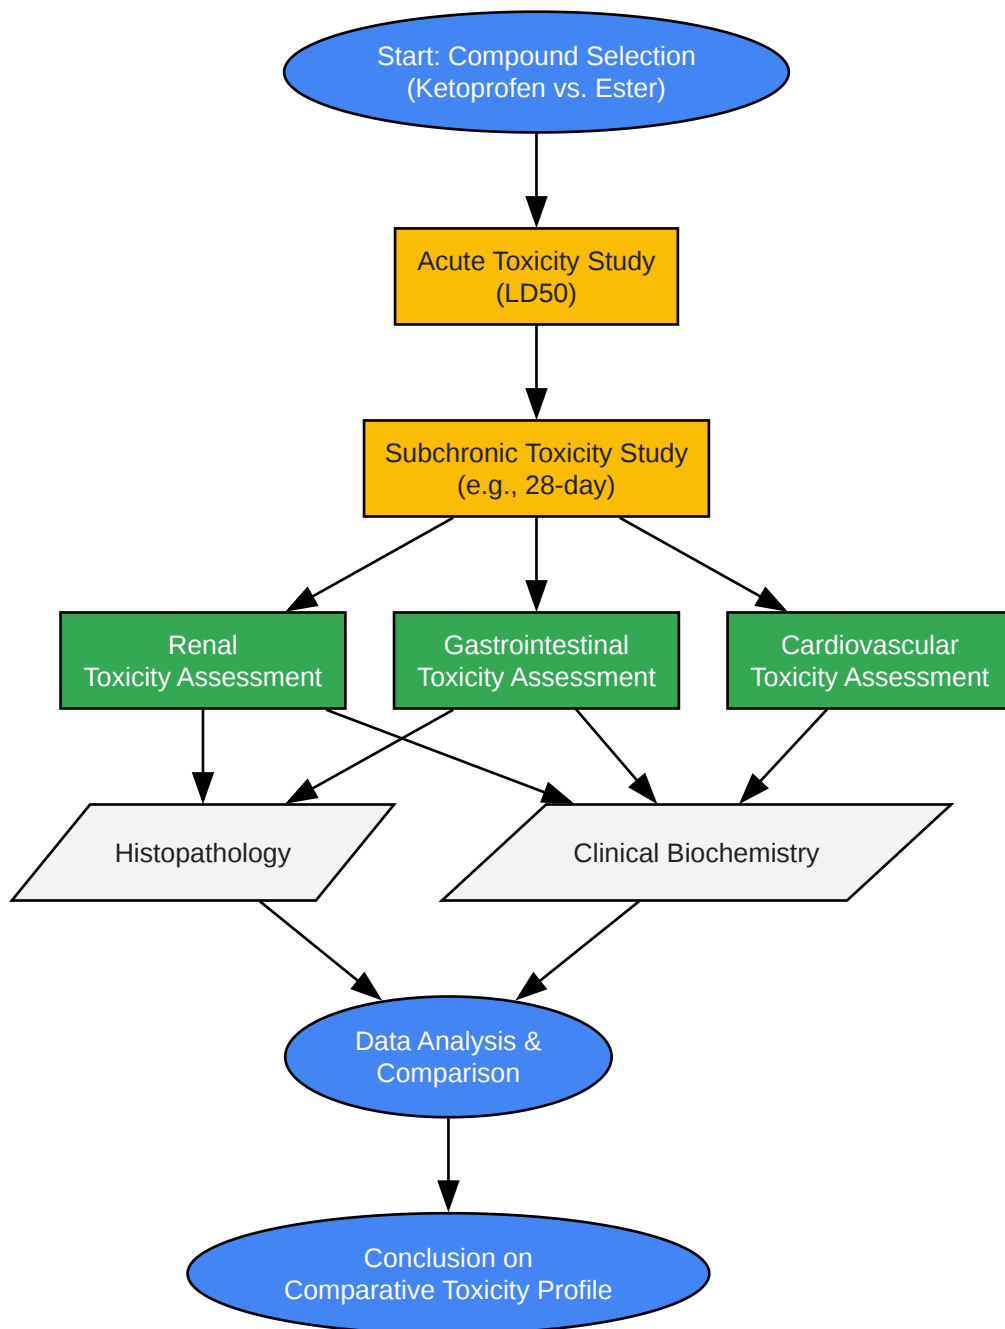 Start: Compound Selection
(Ketoprofen vs. Ester)
Acute Toxicity Study
(LD50)
Subchronic Toxicity Study
(e.g., 28-day)
Renal
Toxicity Assessment
Gastrointestinal
Toxicity Assessment
Cardiovascular
Toxicity Assessment
Histopathology
Clinical Biochemistry
Data Analysis &
Comparison
Conclusion on
Comparative Toxicity Profile